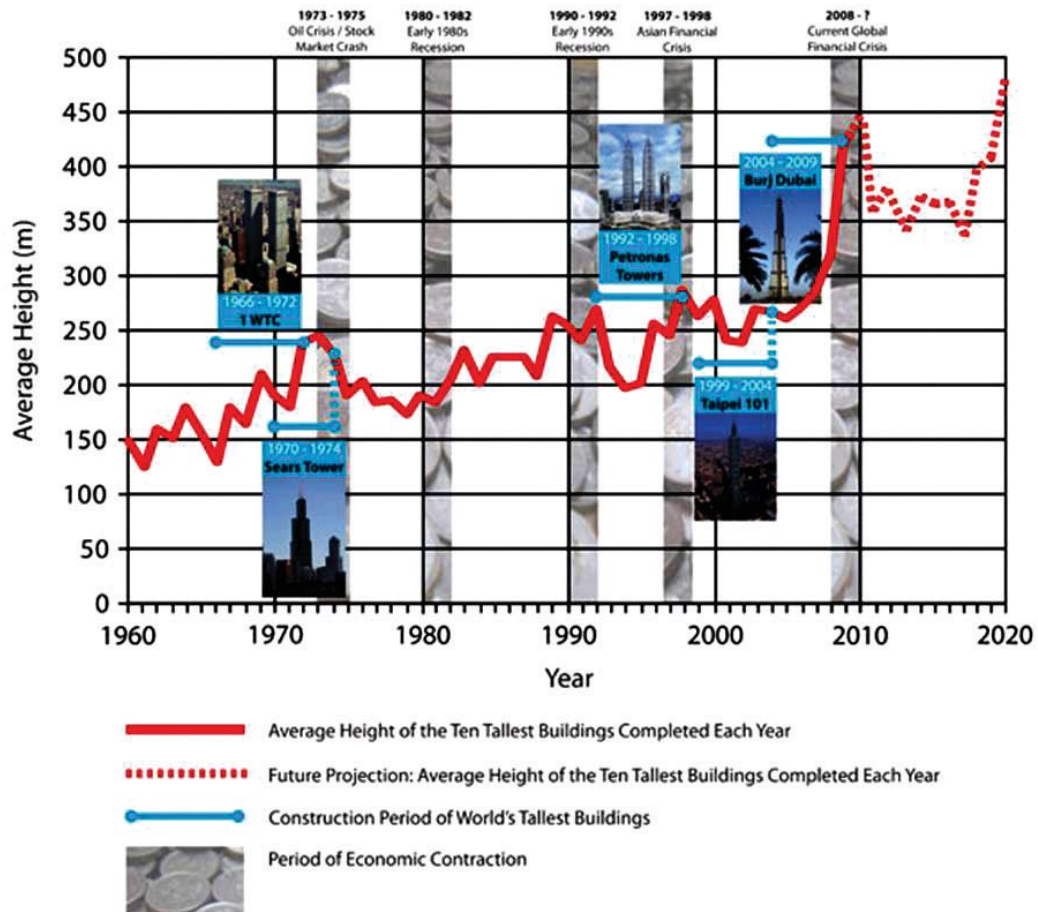 1973 - 1975
Oil Crisis / Stock
Market Crash
1980 - 1982
Early 1980s
Recession
1990 - 1992
Early 1990s
Recession
1997 - 1998
Asian Financial
Crisis
2008 - ?
Current Global
Financial Crisis
500
450
400
350
300
250
200
150
100
50
0
Average Height (m)
1966 - 1972
1 WTC
1970 - 1974
Sears Tower
1992 - 1998
Petronas
Towers
1999 - 2004
Taipei 101
2004 - 2009
Burj Dubai
1960
1970
1980
1990
2000
2010
2020
Year
Average Height of the Ten Tallest Buildings Completed Each Year
Future Projection: Average Height of the Ten Tallest Buildings Completed Each Year
Construction Period of World's Tallest Buildings
Period of Economic Contraction